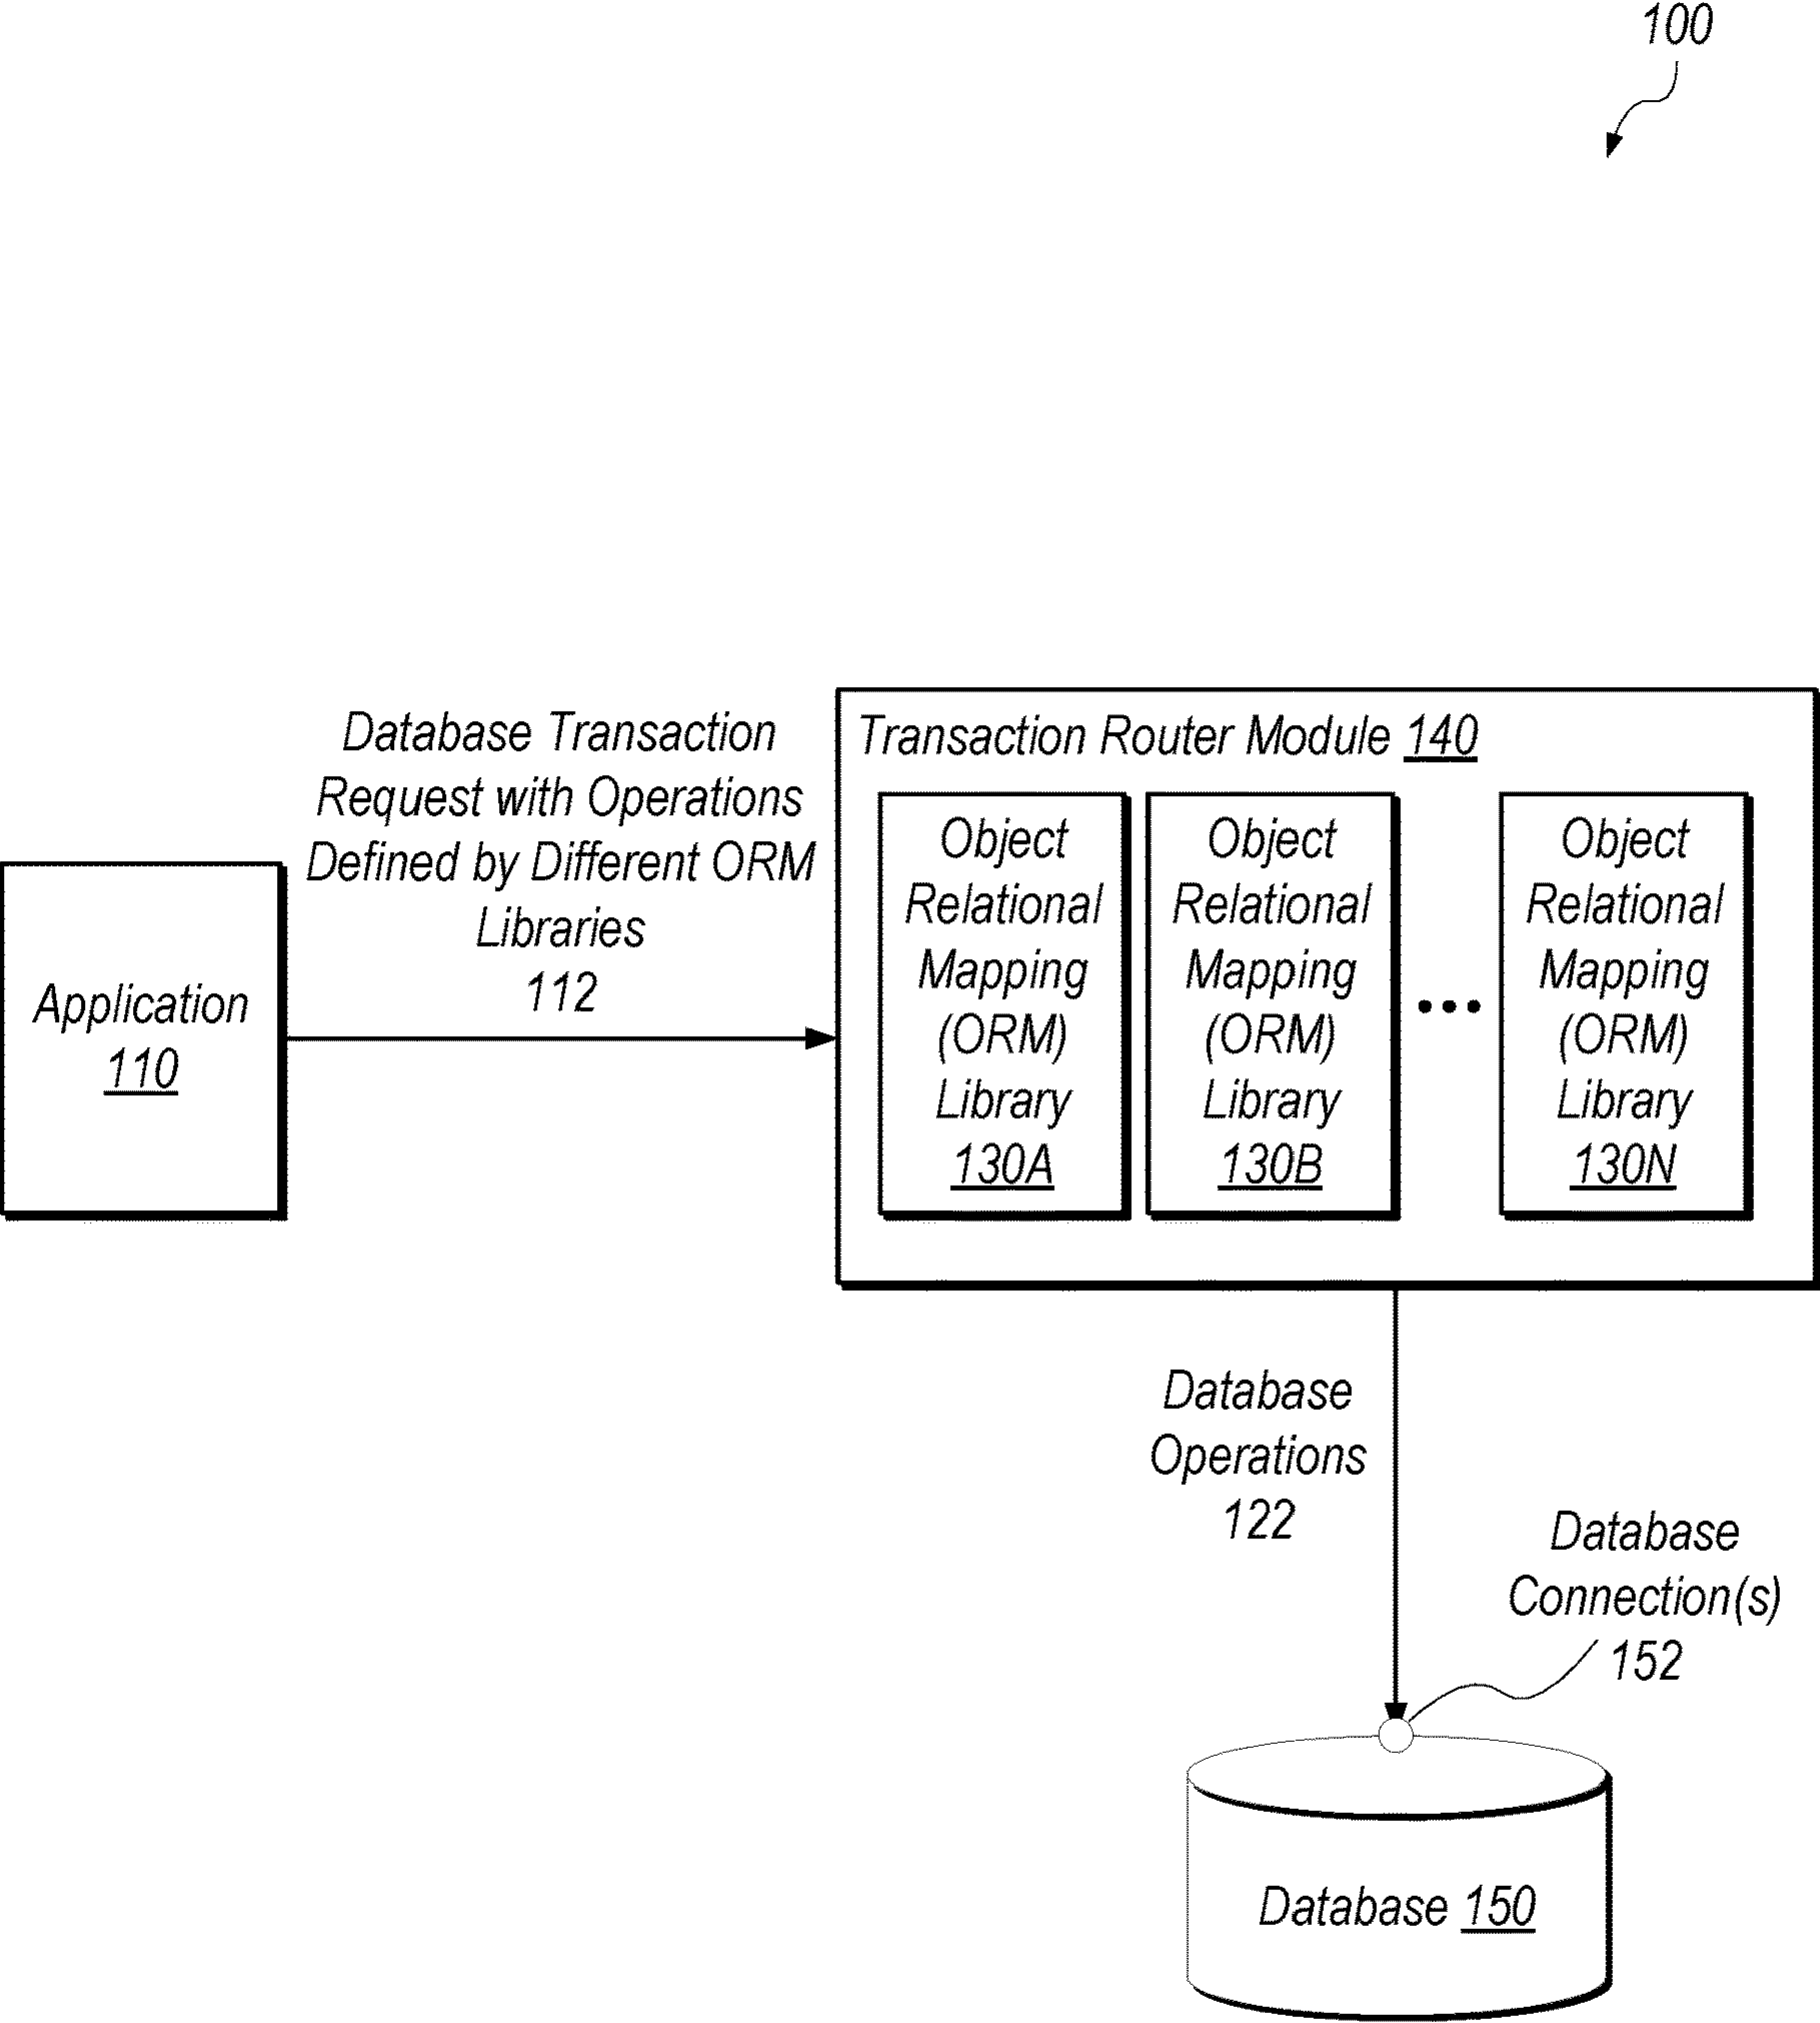 100
Database Transaction
Request with Operations
Defined by Different ORM
Libraries
112
Application
110
Transaction Router Module 140
Object
Relational
Mapping
(ORM)
Library
130A
Object
Relational
Mapping
(ORM)
Library
130B
•••
Object
Relational
Mapping
(ORM)
Library
130N
Database
Operations
122
Database
Connection(s)
152
Database 150